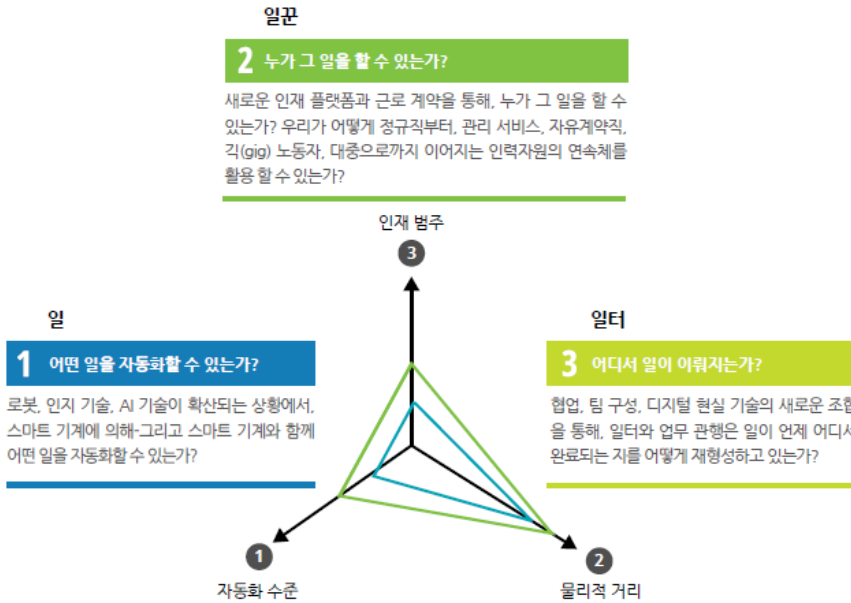 일꾼
2 누가 그 일을 할 수 있는가?
새로운 인재 플랫폼과 근로 계약을 통해, 누가 그 일을 할 수
있는가? 우리가 어떻게 정규직부터, 관리 서비스, 자유계약직,
긱(gig) 노동자, 대중으로까지 이어지는 인력자원의 연속체를
활용 할 수 있는가?
인재 범주
3
일
1 어떤 일을 자동화할 수 있는가?
로봇, 인지 기술, AI 기술이 확산되는 상황에서,
스마트 기계에 의해-그리고 스마트 기계와 함께
어떤 일을 자동화할 수 있는가?
일터
3 어디서 일이 이뤄지는가?
협업, 팀 구성, 디지털 현실 기술의 새로운 조합
을 통해, 일터와 업무 관행은 일이 언제 어디서
완료되는 지를 어떻게 재형성하고 있는가?
1
자동화 수준
2
물리적 거리